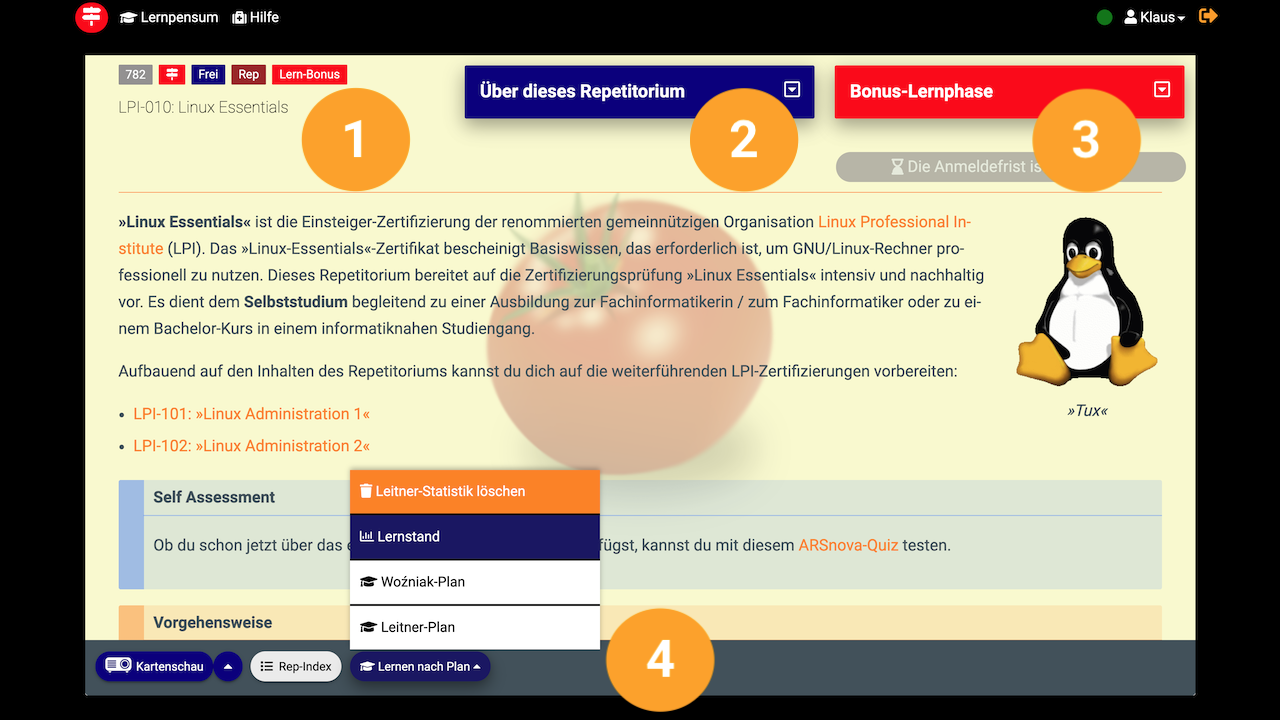 Lernpensum Hilfe Klaus
782 Frei Rep Lern-Bonus
LPI-010: Linux Essentials
Über dieses Repetitorium
Bonus-Lernphase
1
2
3
Die Anmeldefrist
»Linux Essentials« ist die Einsteiger-Zertifizierung der renommierten gemeinnützigen Organisation Linux Professional In-
stitute (LPI). Das »Linux-Essentials«-Zertifikat bescheinigt Basiswissen, das erforderlich ist, um GNU/Linux-Rechner pro-
fessionell zu nutzen. Dieses Repetitorium bereitet auf die Zertifizierungsprüfung »Linux Essentials« intensiv und nachhaltig
vor. Es dient dem Selbststudium begleitend zu einer Ausbildung zur Fachinformatikerin / zum Fachinformatiker oder zu ei-
nem Bachelor-Kurs in einem informatiknahen Studiengang.
Aufbauend auf den Inhalten des Repetitoriums kannst du dich auf die weiterführenden LPI-Zertifizierungen vorbereiten:
• LPI-101: »Linux Administration 1«
• LPI-102: »Linux Administration 2«
»Tux«
Self Assessment
Ob du schon jetzt über das fügst, kannst du mit diesem ARSnova-Quiz testen.
Vorgehensweise
Leitner-Statistik löschen
Lernstand
Woźniak-Plan
Leitner-Plan
4
Kartenschau Rep-Index Lernen nach Plan